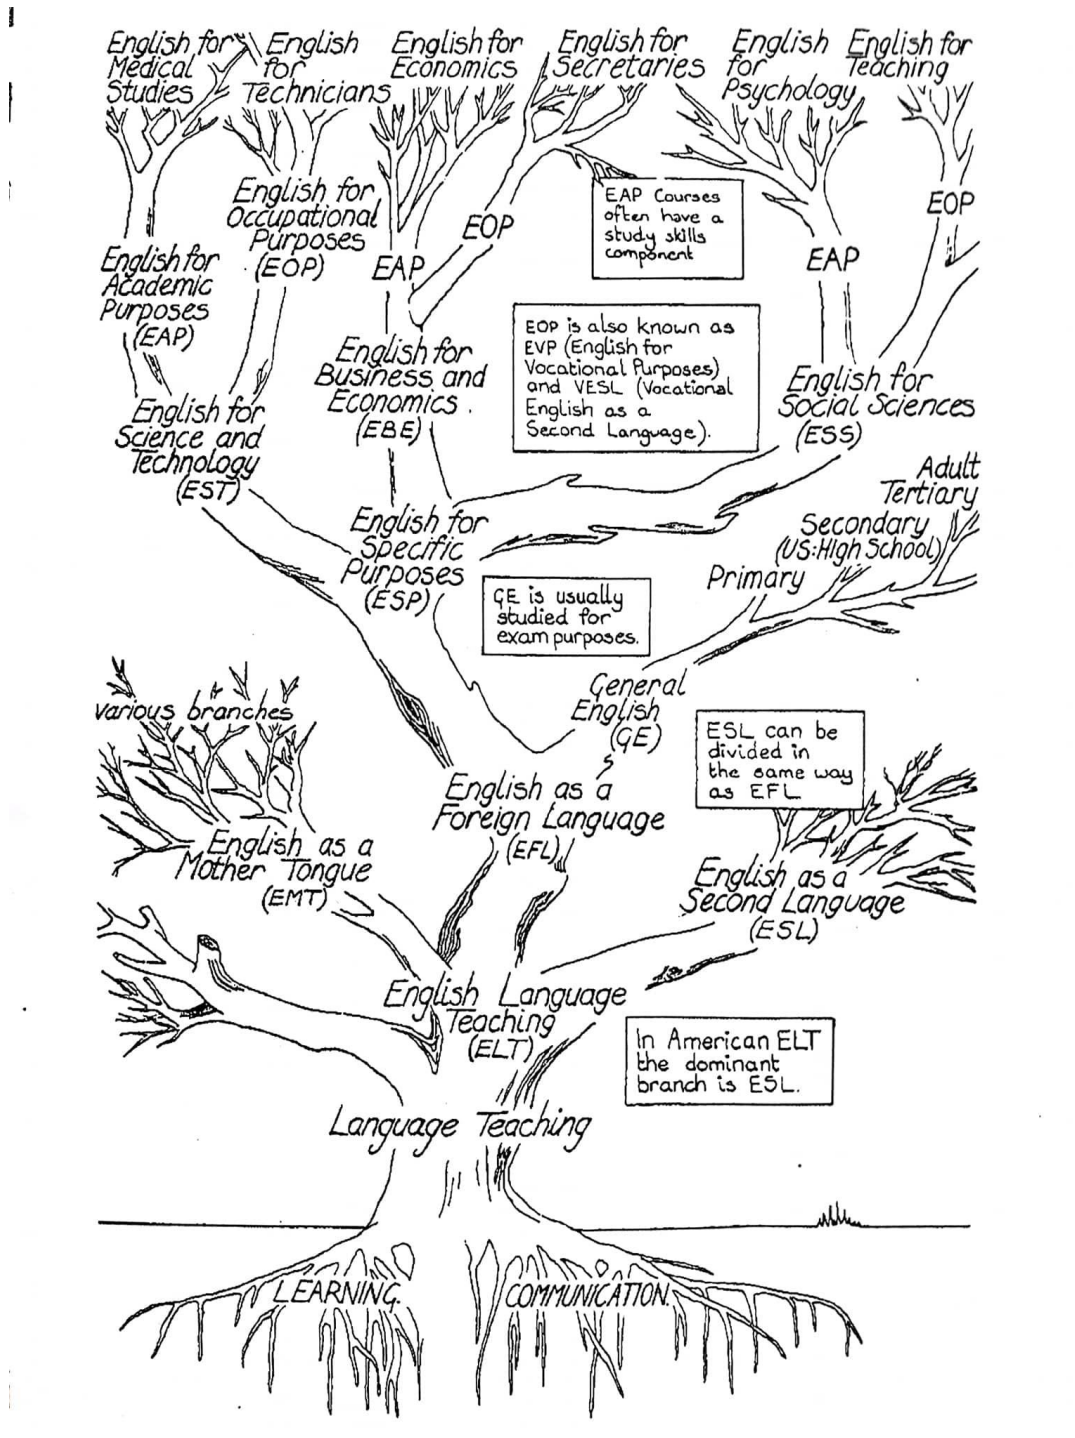 English for
Medical
Studies
English
for
Technicians
English for
Economics
English for
Secretaries
English
for
Psychology
English for
Teaching
English for
Occupational
Purposes
(EOP)
EOP
EAP Courses
often have a
study skills
component
EOP
English for
Academic
Purposes
(EAP)
EAP
EAP
EOP is also known as
EVP (English for
Vocational Purposes)
and VESL (Vocational
English as a
Second Language).
English for
Business and
Economics.
(EBE)
English for
Social Sciences
(ESS)
English for
Science and
Technology
(EST)
Adult
Tertiary
Secondary
(US:High School)
Primary
English for
Specific
Purposes
(ESP)
GE is usually
studied for
exam purposes.
General
English
(GE)
various branches
ESL can be
divided in
the same way
as EFL
English as a
Foreign Language
(EFL)
English as a
Mother Tongue
(EMT)
English as a
Second Language
(ESL)
English Language
Teaching
(ELT)
In American ELT
the dominant
branch is ESL.
Language Teaching
LEARNING.
COMMUNICATION.